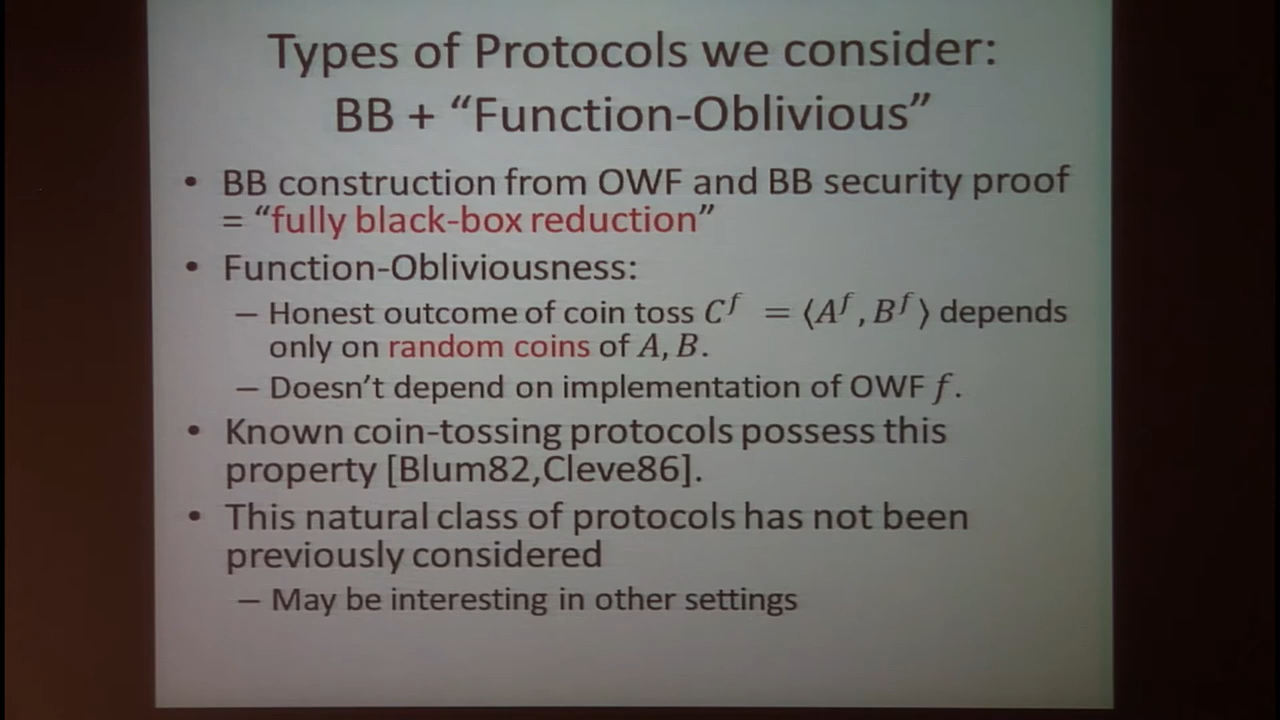 Types of Protocols we consider:
BB + “Function-Oblivious”
• BB construction from OWF and BB security proof
= “fully black-box reduction”
• Function-Obliviousness:
– Honest outcome of coin toss C^f = ⟨A^f, B^f⟩ depends
only on random coins of A, B.
– Doesn’t depend on implementation of OWF f.
• Known coin-tossing protocols possess this
property [Blum82,Cleve86].
• This natural class of protocols has not been
previously considered
– May be interesting in other settings